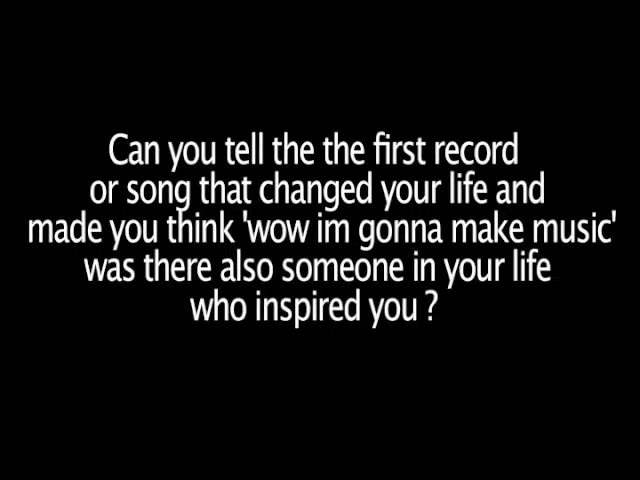 Can you tell the the first record
or song that changed your life and
made you think 'wow im gonna make music'
was there also someone in your life
who inspired you ?